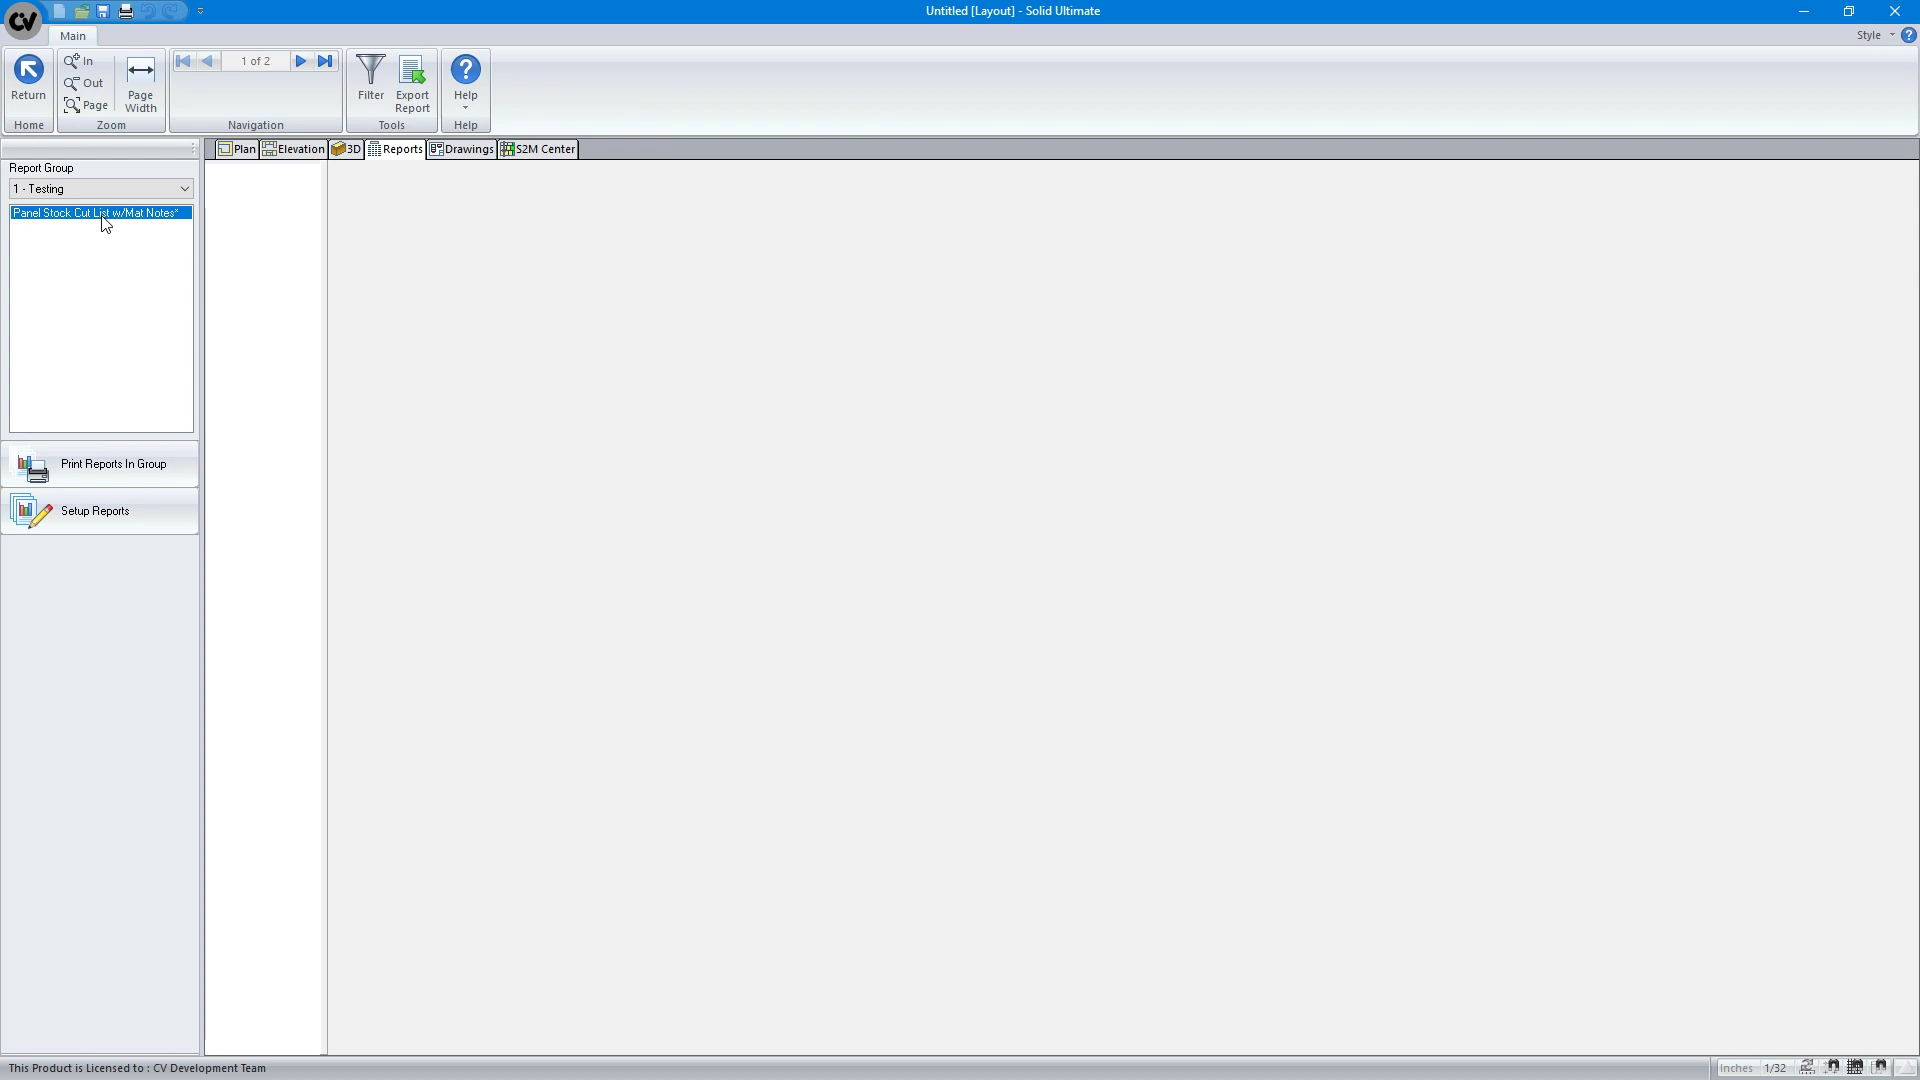 Untitled [Layout] - Solid Ultimate
CV
Main
Style
Return
In
Out
Page
Page
Width
1 of 2
Filter
Export
Report
Help
Home
Zoom
Navigation
Tools
Help
Plan
Elevation
3D
Reports
Drawings
S2M Center
Report Group
1 - Testing
Panel Stock Cut List w/Mat Notes*
Print Reports In Group
Setup Reports
This Product is Licensed to : CV Development Team
Inches
1/32